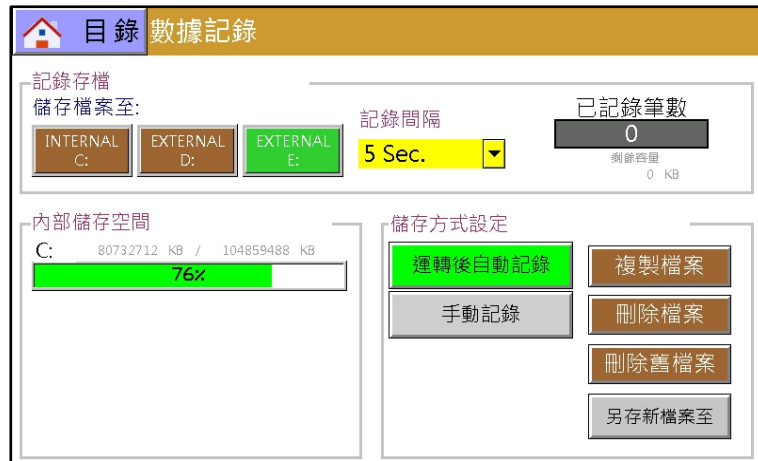 目錄 數據記錄
記錄存檔
儲存檔案至:
INTERNAL
C:
EXTERNAL
D:
EXTERNAL
E:
記錄間隔
5 Sec.
已記錄筆數
0
剩餘容量
0 KB
內部儲存空間
C: 80732712 KB / 104859488 KB
76%
儲存方式設定
運轉後自動記錄
手動記錄
複製檔案
刪除檔案
刪除舊檔案
另存新檔案至